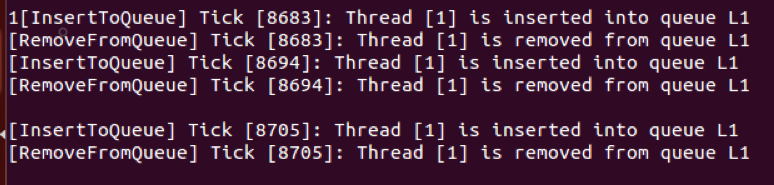 1[InsertToQueue] Tick [8683]: Thread [1] is inserted into queue L1
[RemoveFromQueue] Tick [8683]: Thread [1] is removed from queue L1
[InsertToQueue] Tick [8694]: Thread [1] is inserted into queue L1
[RemoveFromQueue] Tick [8694]: Thread [1] is removed from queue L1
[InsertToQueue] Tick [8705]: Thread [1] is inserted into queue L1
[RemoveFromQueue] Tick [8705]: Thread [1] is removed from queue L1